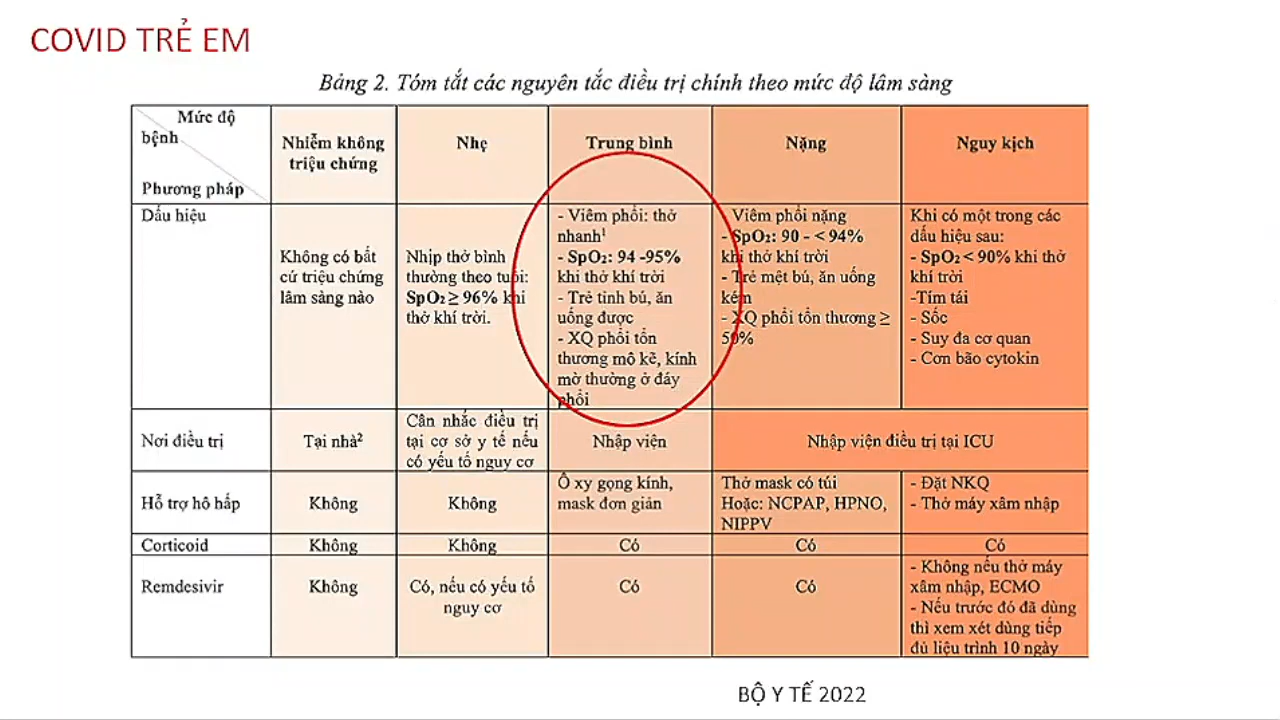 COVID TRẺ EM
Bảng 2. Tóm tắt các nguyên tắc điều trị chính theo mức độ lâm sàng
Mức độ
bệnh
Phương pháp
Nhiễm không
triệu chứng
Nhẹ
Trung bình
Nặng
Nguy kịch
Dấu hiệu
Không có bất
cứ triệu chứng
lâm sàng nào
Nhịp thở bình
thường theo tuổi:
SpO₂ ≥ 96% khi
thở khí trời.
- Viêm phổi: thở
nhanh¹
- SpO₂: 94 -95%
khi thở khí trời
- Trẻ tỉnh bú, ăn
uống được
- XQ phổi tổn
thương mô kẽ, kính
mờ thường ở đáy
phổi
Viêm phổi nặng
- SpO₂: 90 - < 94%
khi thở khí trời
- Trẻ mệt bú, ăn uống
kém
- XQ phổi tổn thương ≥
50%
Khi có một trong các
dấu hiệu sau:
- SpO₂ < 90% khi thở
khí trời
-Tím tái
- Sốc
- Suy đa cơ quan
- Cơn bão cytokin
Nơi điều trị
Tại nhà²
Cân nhắc điều trị
tại cơ sở y tế nếu
có yếu tố nguy cơ
Nhập viện
Nhập viện điều trị tại ICU
Hỗ trợ hô hấp
Không
Không
Ô xy gọng kính,
mask đơn giản
Thở mask có túi
Hoặc: NCPAP, HPNO,
NIPPV
- Đặt NKQ
- Thở máy xâm nhập
Corticoid
Không
Không
Có
Có
Có
Remdesivir
Không
Có, nếu có yếu tố
nguy cơ
Có
Có
- Không nếu thở máy
xâm nhập, ECMO
- Nếu trước đó đã dùng
thì xem xét dùng tiếp
đủ liệu trình 10 ngày
BỘ Y TẾ 2022